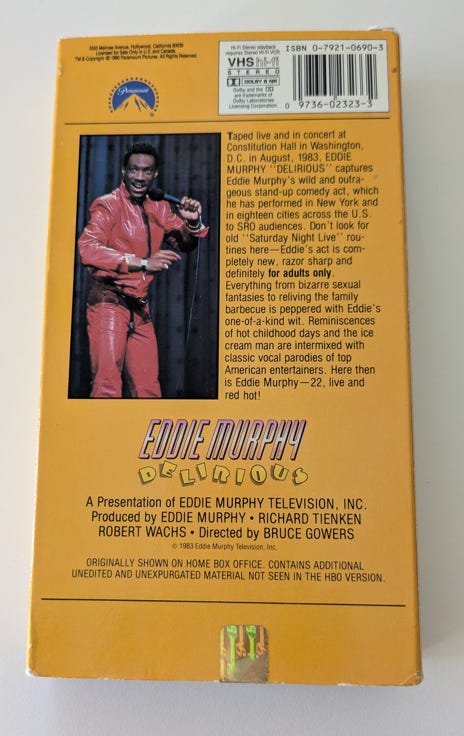 5555 Melrose Avenue, Hollywood, California 90038
Licensed for Sale Only in U.S. and Canada.
TM & Copyright © 1990 Paramount Pictures. All Rights Reserved.
Paramount
Hi-Fi Stereo playback
requires Stereo Hi-Fi VCR.
VHS hi-fi
STEREO
DOLBY B NR
Dolby and the
are trademarks of
Dolby Laboratories
Licensing Corporation.
ISBN 0-7921-0690-3
0 9736-02323-3
Taped live and in concert at
Constitution Hall in Washington,
D.C. in August, 1983, EDDIE
MURPHY "DELIRIOUS" captures
Eddie Murphy's wild and outra-
geous stand-up comedy act, which
he has performed in New York and
in eighteen cities across the U.S.
to SRO audiences. Don't look for
old "Saturday Night Live" rou-
tines here—Eddie's act is com-
pletely new, razor sharp and
definitely for adults only.
Everything from bizarre sexual
fantasies to reliving the family
barbecue is peppered with Eddie's
one-of-a-kind wit. Reminiscences
of hot childhood days and the ice
cream man are intermixed with
classic vocal parodies of top
American entertainers. Here then
is Eddie Murphy—22, live and
red hot!
EDDIE MURPHY
DELIRIOUS
A Presentation of EDDIE MURPHY TELEVISION, INC.
Produced by EDDIE MURPHY • RICHARD TIENKEN
ROBERT WACHS • Directed by BRUCE GOWERS
© 1983 Eddie Murphy Television, Inc.
ORIGINALLY SHOWN ON HOME BOX OFFICE. CONTAINS ADDITIONAL
UNEDITED AND UNEXPURGATED MATERIAL NOT SEEN IN THE HBO VERSION.